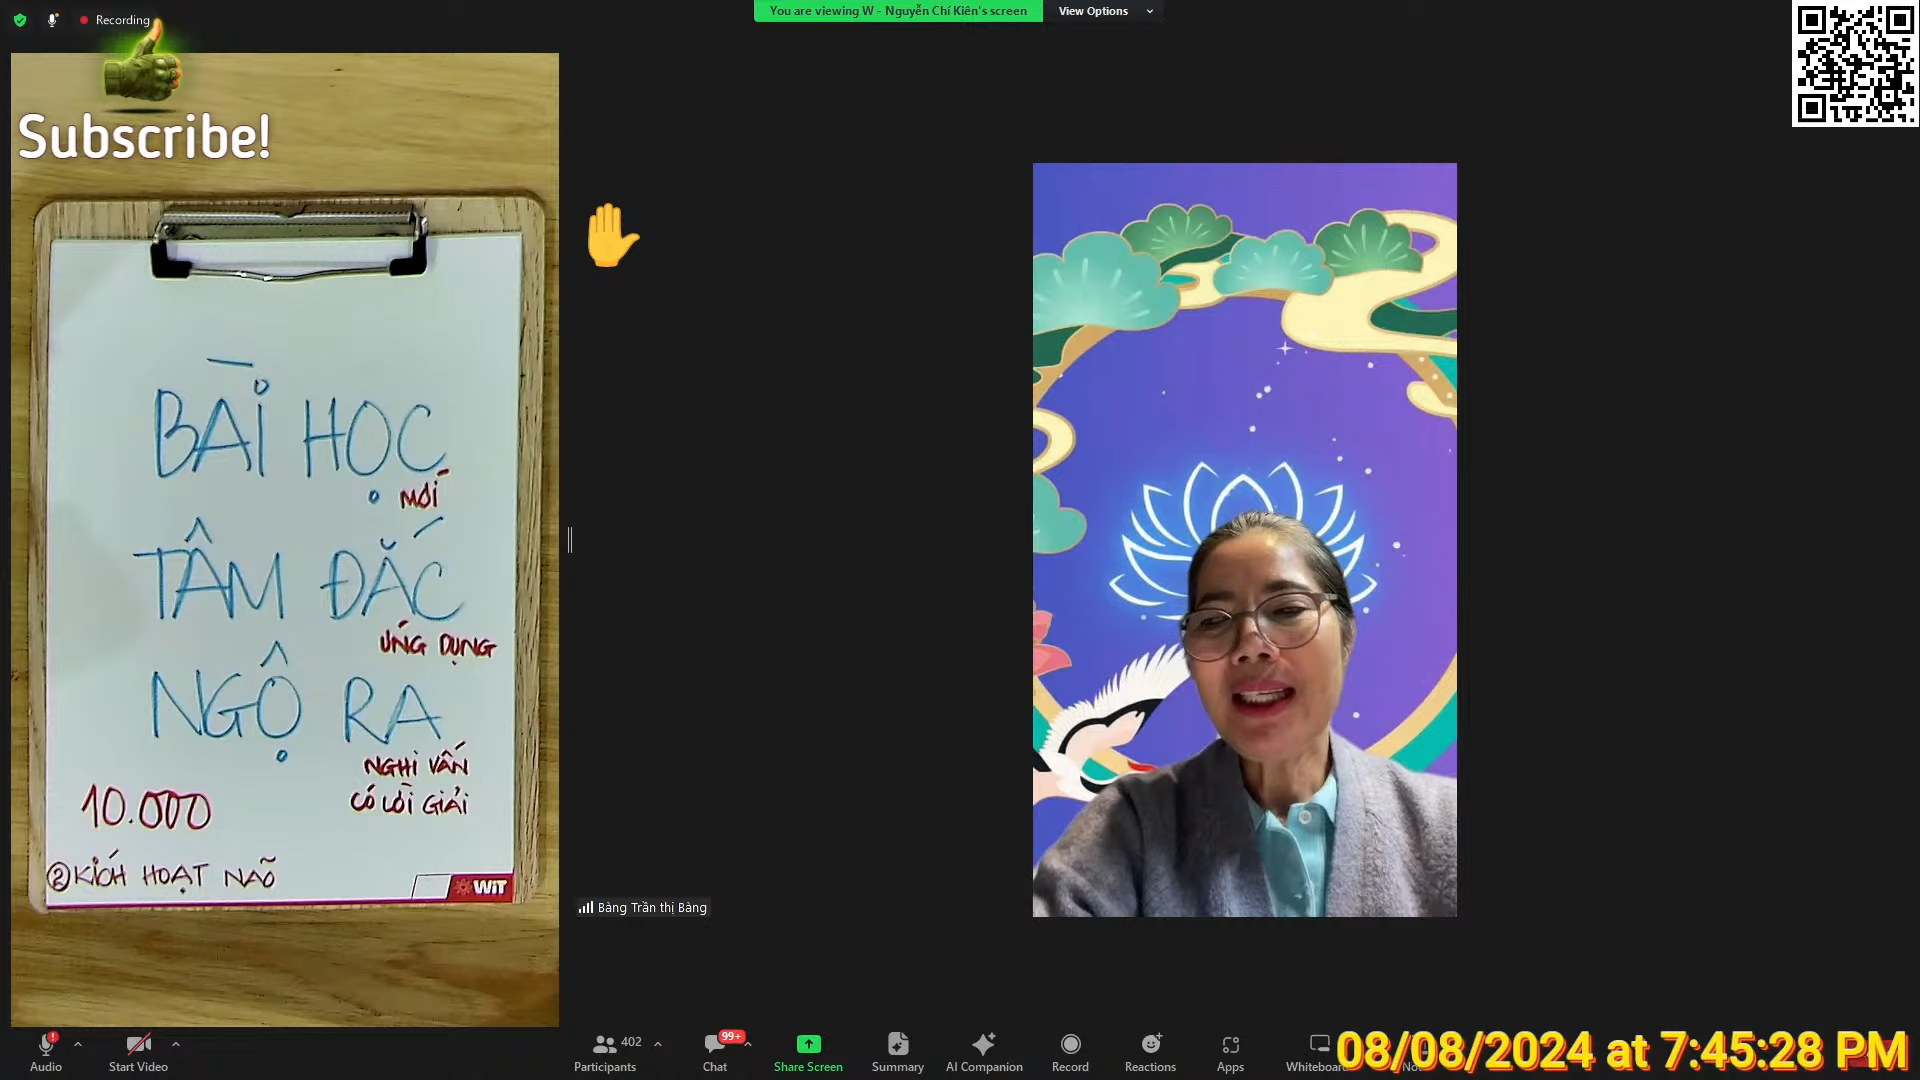 Recording
You are viewing W - Nguyễn Chí Kiên's screen
View Options
Subscribe!
BÀI HỌC
MỚI
TÂM ĐẮC
ỨNG DỤNG
NGỘ RA
NGHI VẤN
CÓ LỜI GIẢI
10.000
② KÍCH HOẠT NÃO
WiT
Bàng Trần thị Bàng
Audio
Start Video
402
Participants
99+
Chat
Share Screen
Summary
AI Companion
Record
Reactions
Apps
Whiteboard
08/08/2024 at 7:45:28 PM